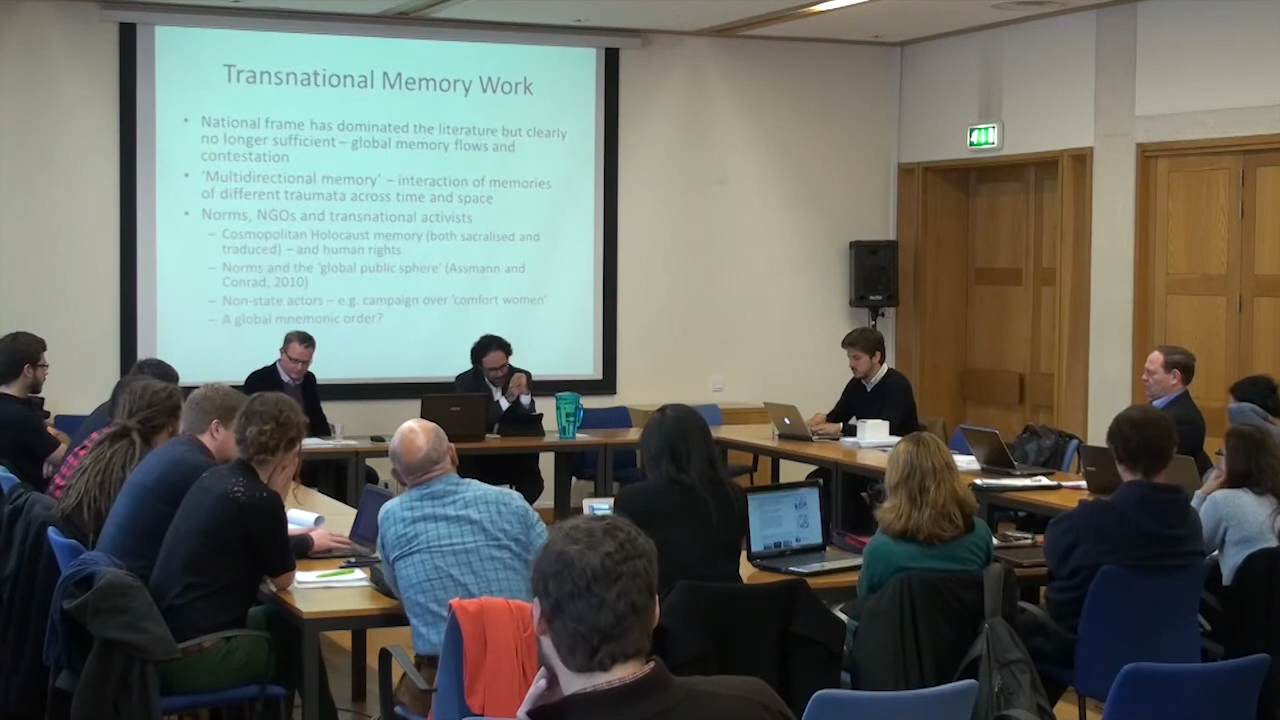 Transnational Memory Work
• National frame has dominated the literature but clearly
no longer sufficient – global memory flows and
contestation
• 'Multidirectional memory' – interaction of memories
of different traumata across time and space
• Norms, NGOs and transnational activists
– Cosmopolitan Holocaust memory (both sacralised and
traduced) – and human rights
– Norms and the 'global public sphere' (Assmann and
Conrad, 2010)
– Non-state actors – e.g. campaign over 'comfort women'
– A global mnemonic order?